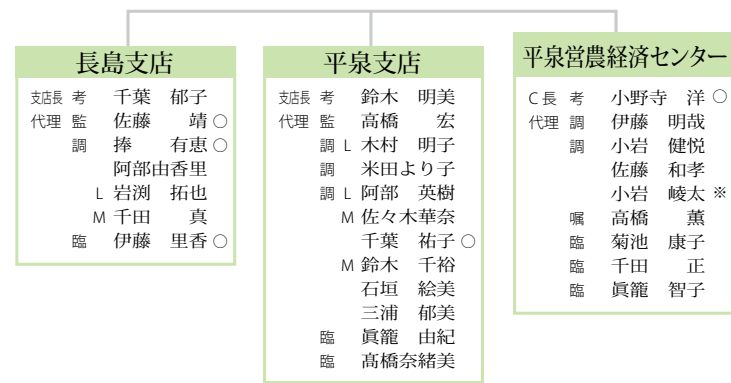 長島支店
支店長 考 千葉 郁子
代理 監 佐藤 靖 ○
調 捧 有恵 ○
阿部由香里
L 岩渕 拓也
M 千田 真
臨 伊藤 里香 ○
平泉支店
支店長 考 鈴木 明美
代理 監 高橋 宏
調 L 木村 明子
調 米田より子
調 L 阿部 英樹
M 佐々木華奈
千葉 祐子 ○
M 鈴木 千裕
石垣 絵美
三浦 郁美
臨 眞籠 由紀
臨 髙橋奈緒美
平泉営農経済センター
C長 考 小野寺 洋 ○
代理 調 伊藤 明哉
調 小岩 健悦
佐藤 和孝
小岩 崚太 ※
嘱 高橋 薫
臨 菊池 康子
臨 千田 正
臨 眞籠 智子